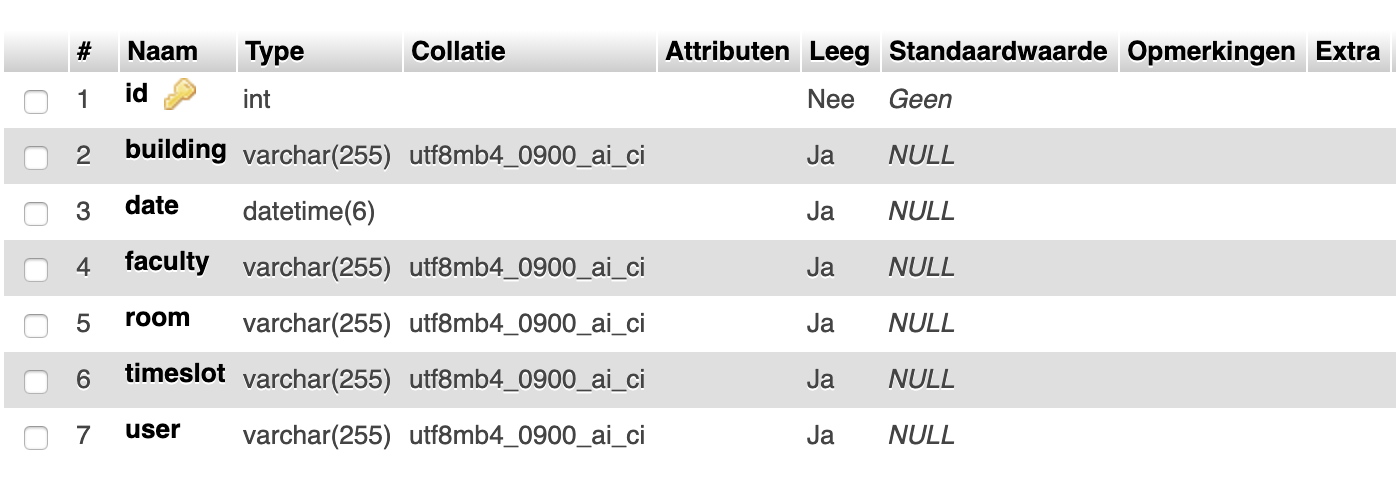 # Naam Type Collatie Attributen Leeg Standaardwaarde Opmerkingen Extra
1 id int Nee Geen
2 building varchar(255) utf8mb4_0900_ai_ci Ja NULL
3 date datetime(6) Ja NULL
4 faculty varchar(255) utf8mb4_0900_ai_ci Ja NULL
5 room varchar(255) utf8mb4_0900_ai_ci Ja NULL
6 timeslot varchar(255) utf8mb4_0900_ai_ci Ja NULL
7 user varchar(255) utf8mb4_0900_ai_ci Ja NULL